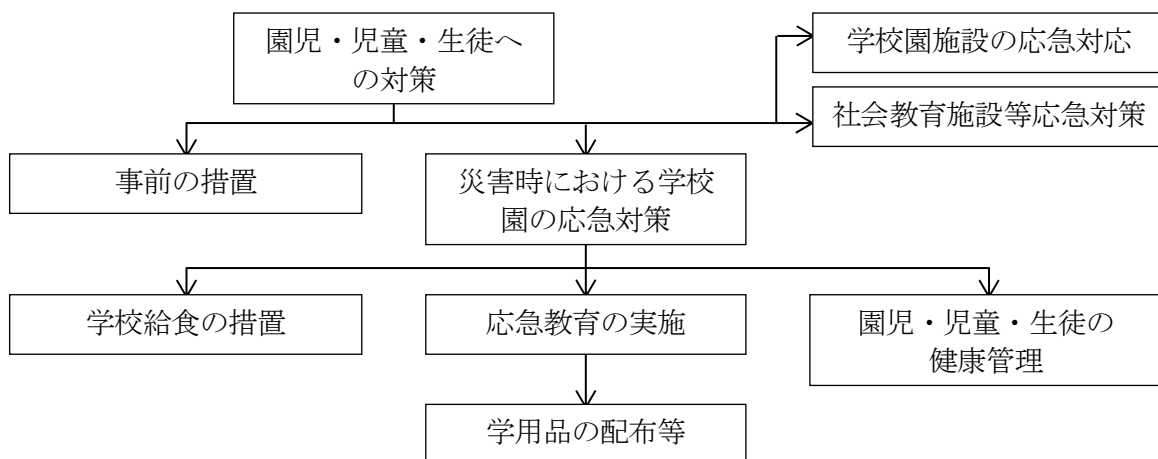 園児・児童・生徒へ
の対策
学校園施設の応急対応
社会教育施設等応急対策
事前の措置
災害時における学校
園の応急対策
学校給食の措置
応急教育の実施
園児・児童・生徒の
健康管理
学用品の配布等